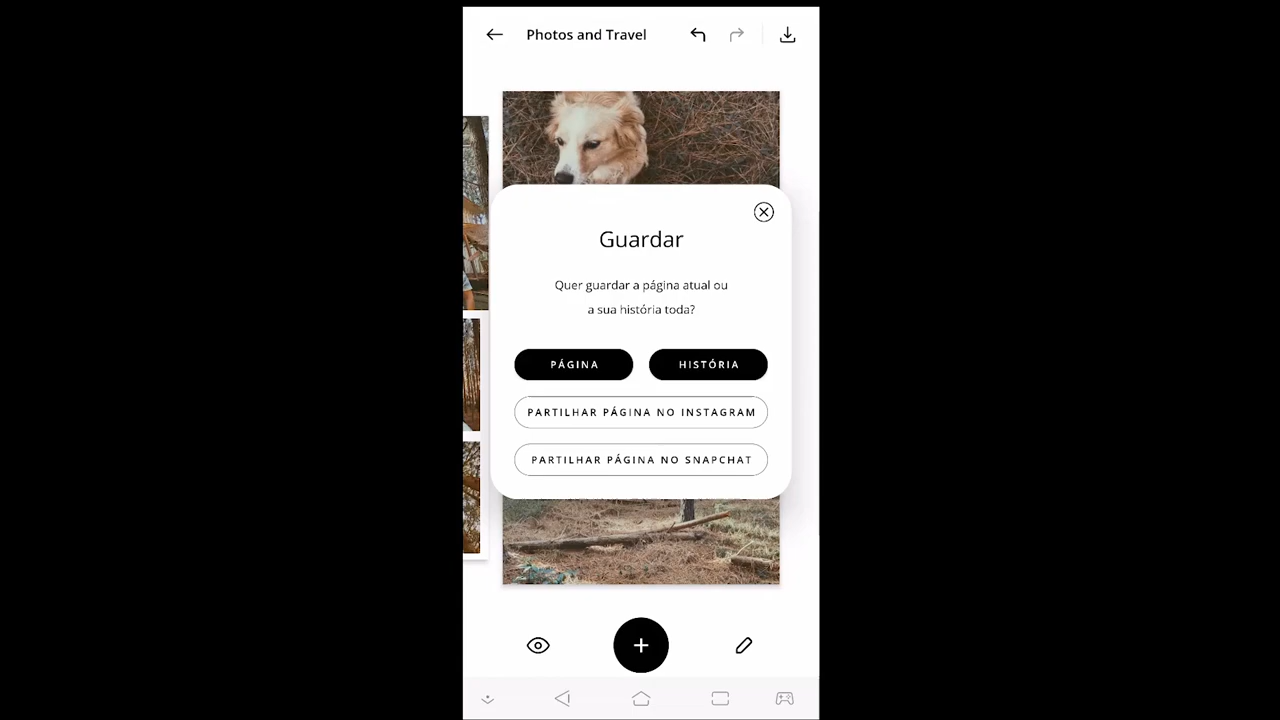 Photos and Travel
Guardar
Quer guardar a página atual ou
a sua história toda?
PÁGINA
HISTÓRIA
PARTILHAR PÁGINA NO INSTAGRAM
PARTILHAR PÁGINA NO SNAPCHAT